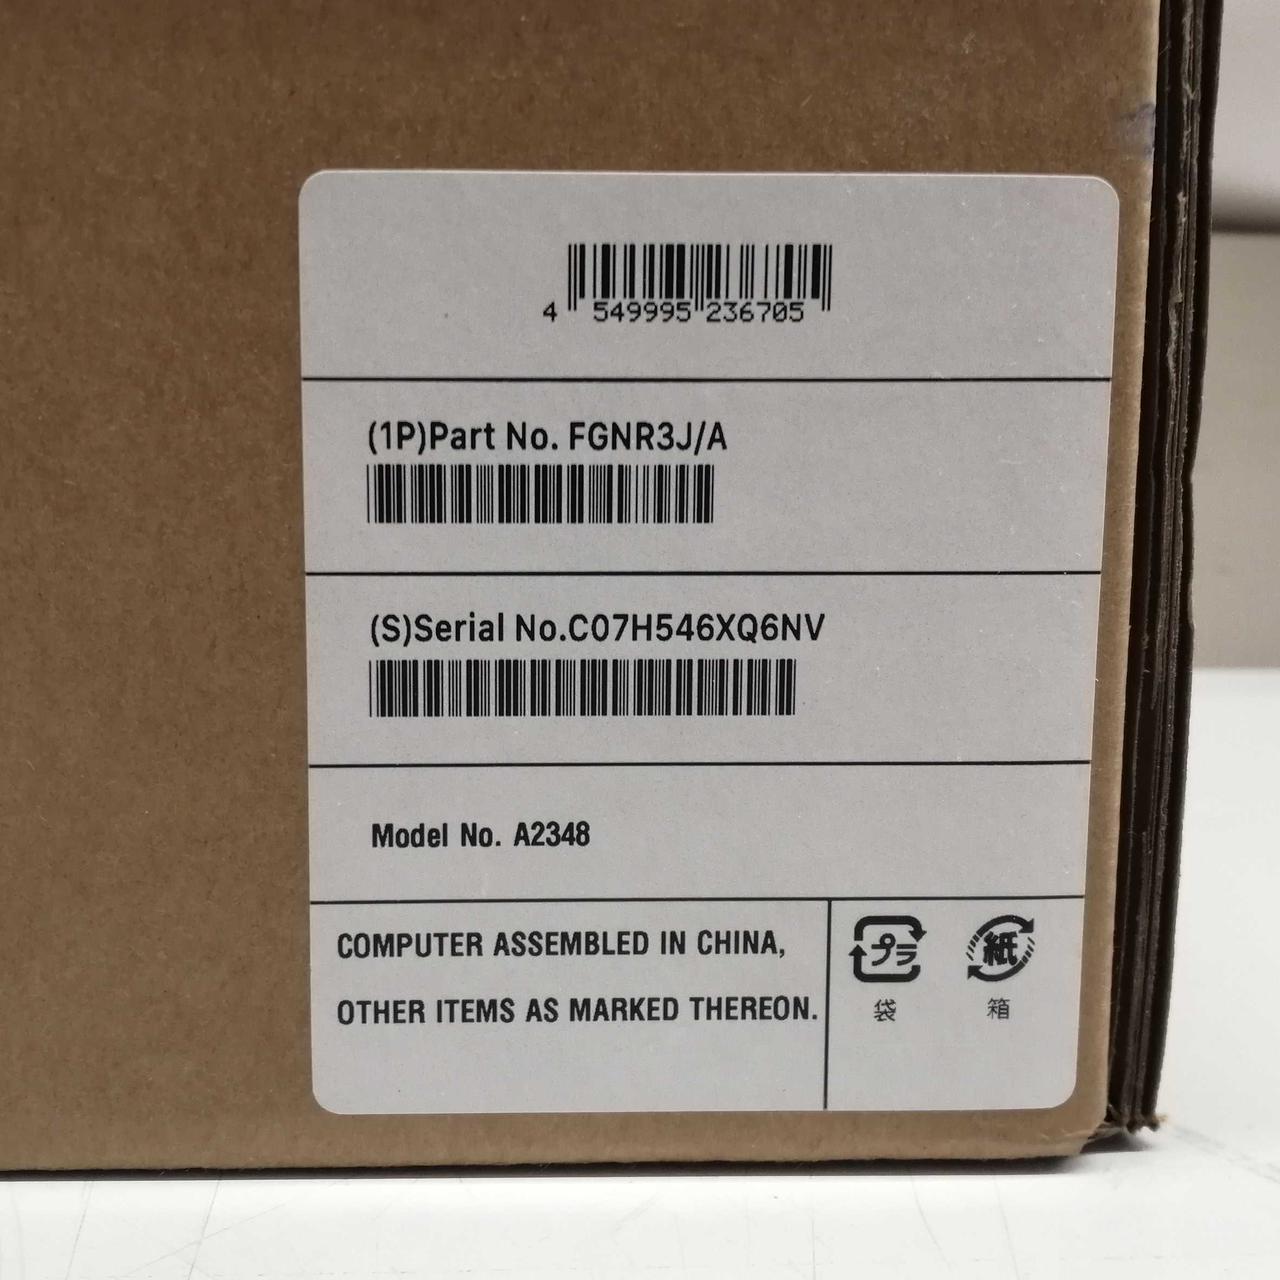 4 549995 236705
(1P)Part No. FGNR3J/A
(S)Serial No.C07H546XQ6NV
Model No. A2348
COMPUTER ASSEMBLED IN CHINA,
OTHER ITEMS AS MARKED THEREON.
プラ 紙
袋 箱